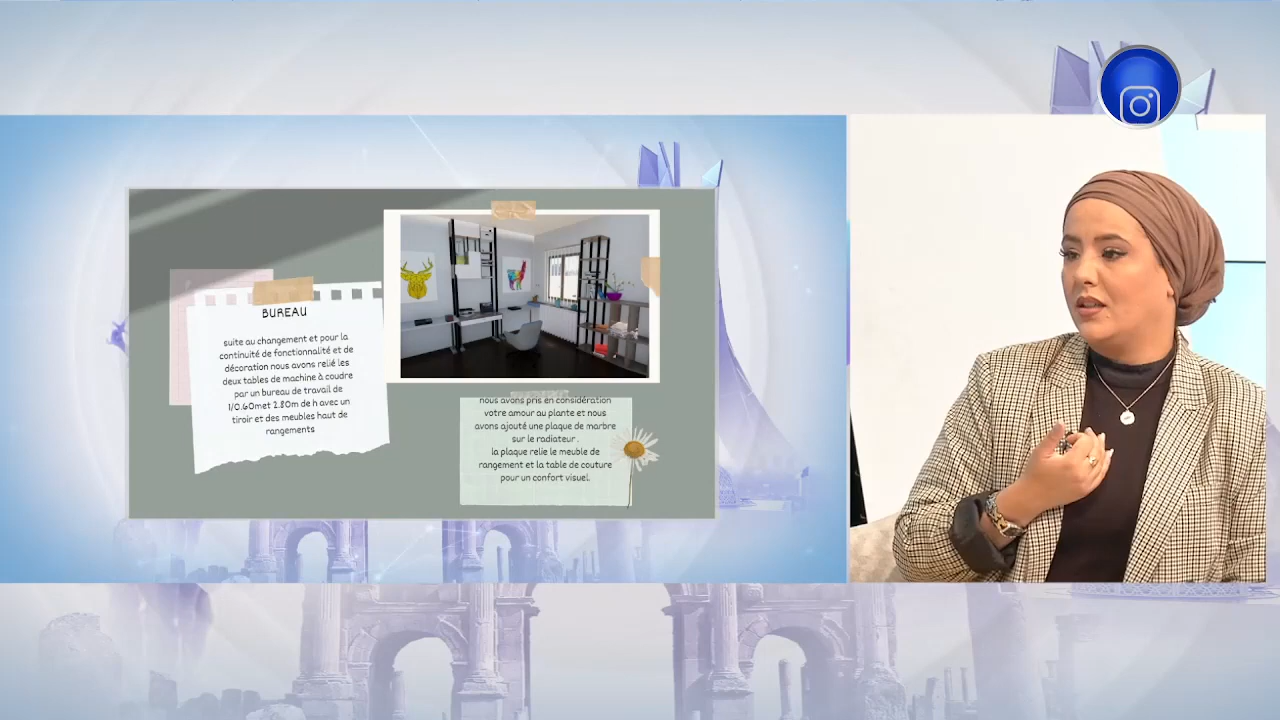 BUREAU
suite au changement et pour la
continuité de fonctionnalité et de
décoration nous avons relié les
deux tables de machine à coudre
par un bureau de travail de
1/0.60met 2.80m de h avec un
tiroir et des meubles haut de
rangements
nous avons pris en considération
votre amour au plante et nous
avons ajouté une plaque de marbre
sur le radiateur .
la plaque relie le meuble de
rangement et la table de couture
pour un confort visuel.